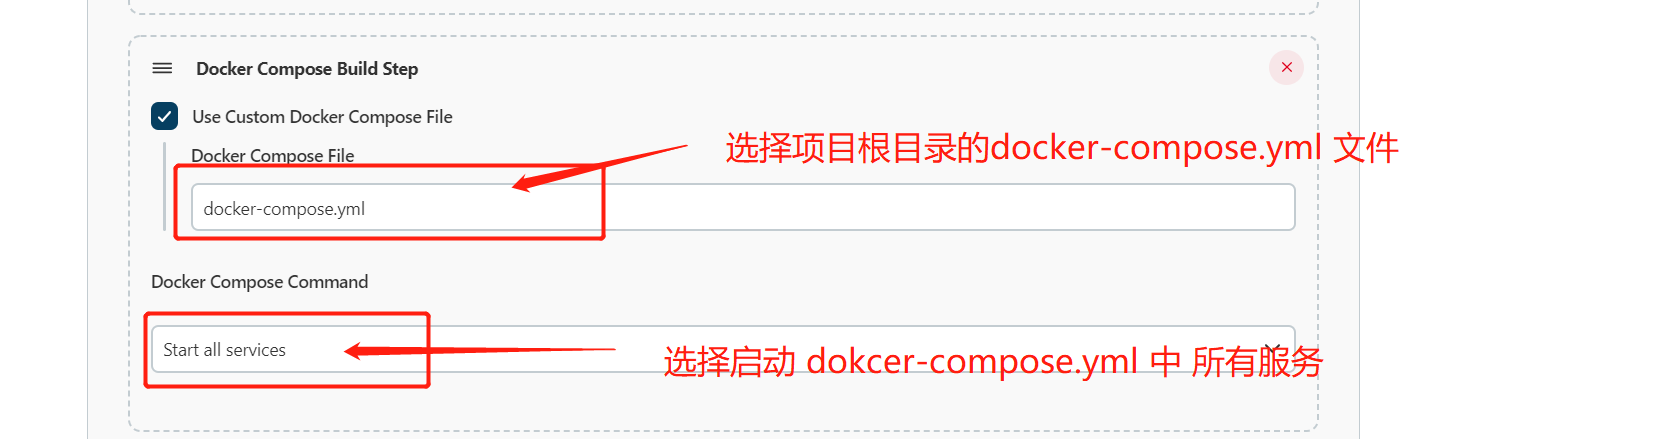 Docker Compose Build Step
Use Custom Docker Compose File
选择项目根目录的docker-compose.yml 文件
Docker Compose File
docker-compose.yml
Docker Compose Command
Start all services
选择启动 dokcer-compose.yml 中 所有服务